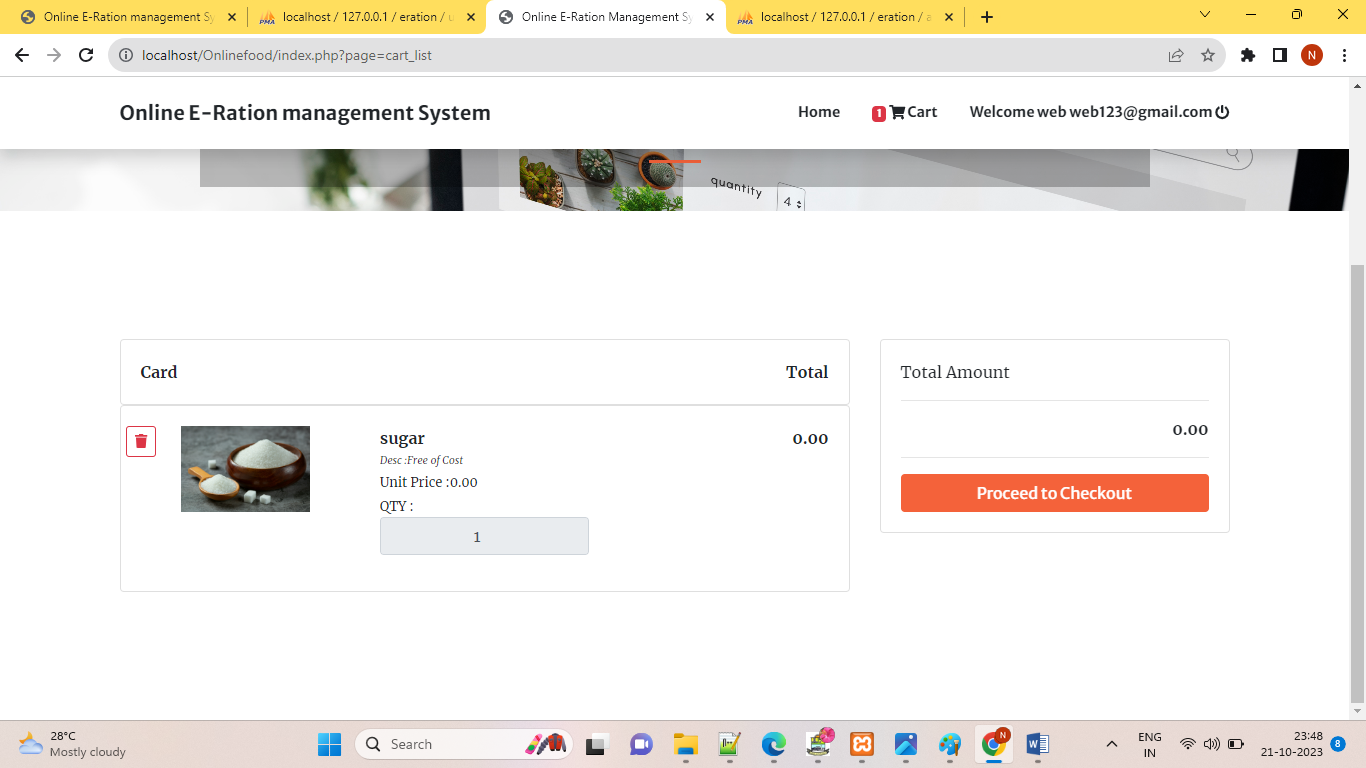 Online E-Ration management Sy
localhost / 127.0.0.1 / eration / u
Online E-Ration Management Sy
localhost / 127.0.0.1 / eration / a
localhost/Onlinefood/index.php?page=cart_list
N
Online E-Ration management System
Home
1 Cart
Welcome web web123@gmail.com
quantity
4
Card
Total
sugar
0.00
Desc :Free of Cost
Unit Price :0.00
QTY :
1
Total Amount
0.00
Proceed to Checkout
28°C
Mostly cloudy
Search
N
ENG
IN
23:48
21-10-2023
8